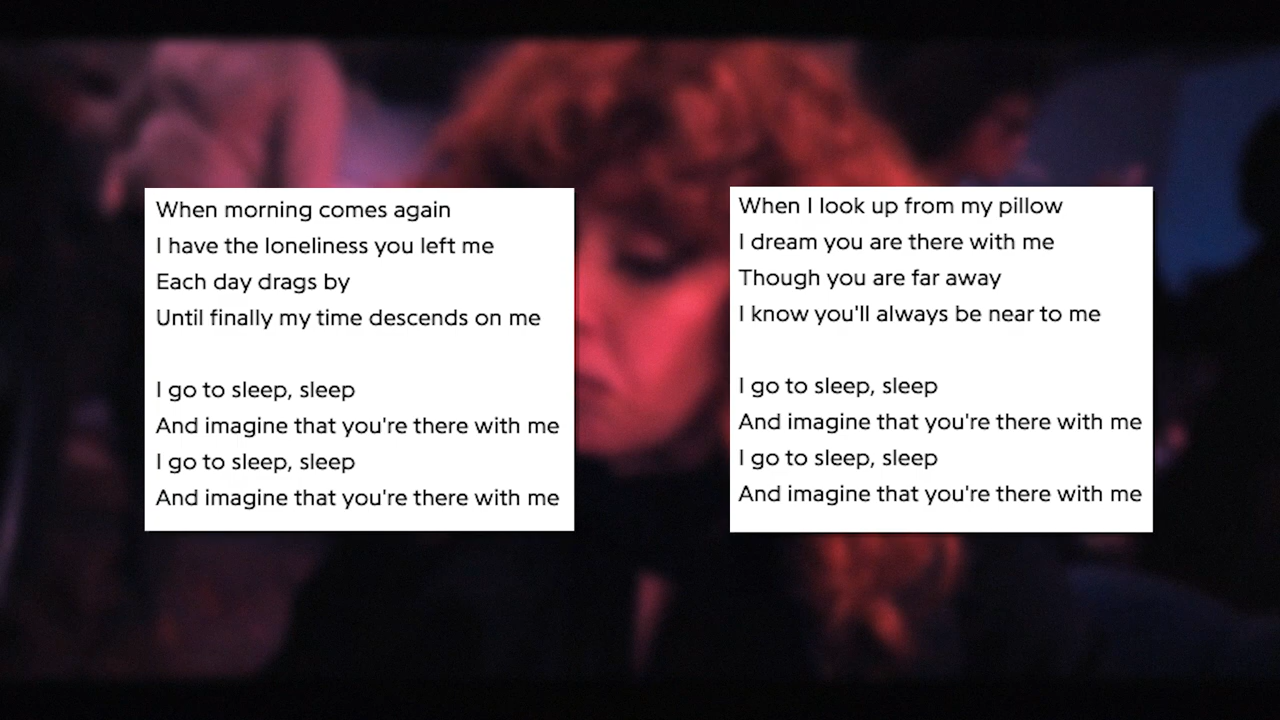 When morning comes again
I have the loneliness you left me
Each day drags by
Until finally my time descends on me
I go to sleep, sleep
And imagine that you're there with me
I go to sleep, sleep
And imagine that you're there with me
When I look up from my pillow
I dream you are there with me
Though you are far away
I know you'll always be near to me
I go to sleep, sleep
And imagine that you're there with me
I go to sleep, sleep
And imagine that you're there with me